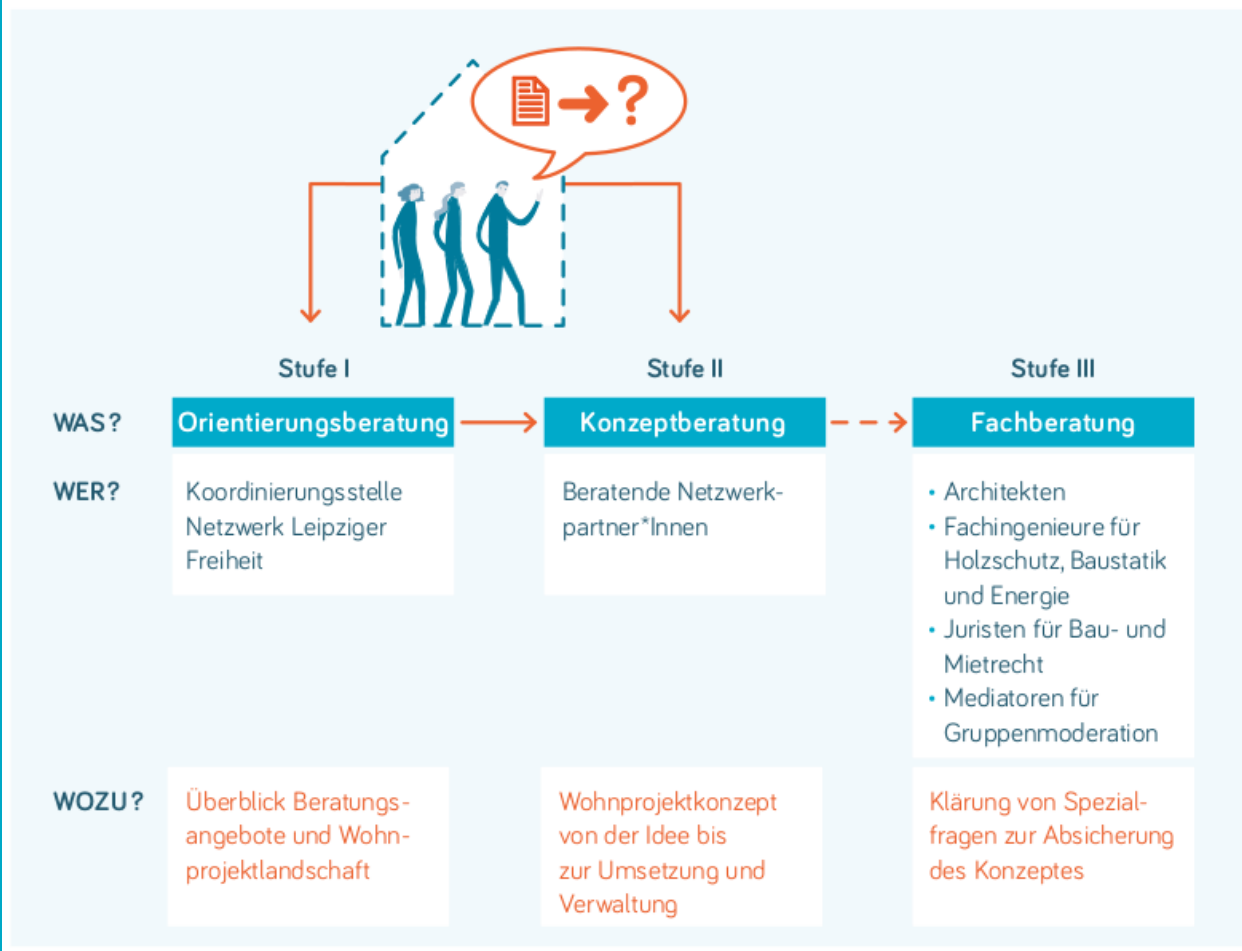 ?
Stufe I
Stufe II
Stufe III
WAS?
Orientierungsberatung
Konzeptberatung
Fachberatung
WER?
Koordinierungsstelle
Netzwerk Leipziger
Freiheit
Beratende Netzwerk-
partner*Innen
• Architekten
• Fachingenieure für
Holzschutz, Baustatik
und Energie
• Juristen für Bau- und
Mietrecht
• Mediatoren für
Gruppenmoderation
WOZU?
Überblick Beratungs-
angebote und Wohn-
projektlandschaft
Wohnprojektkonzept
von der Idee bis
zur Umsetzung und
Verwaltung
Klärung von Spezial-
fragen zur Absicherung
des Konzeptes